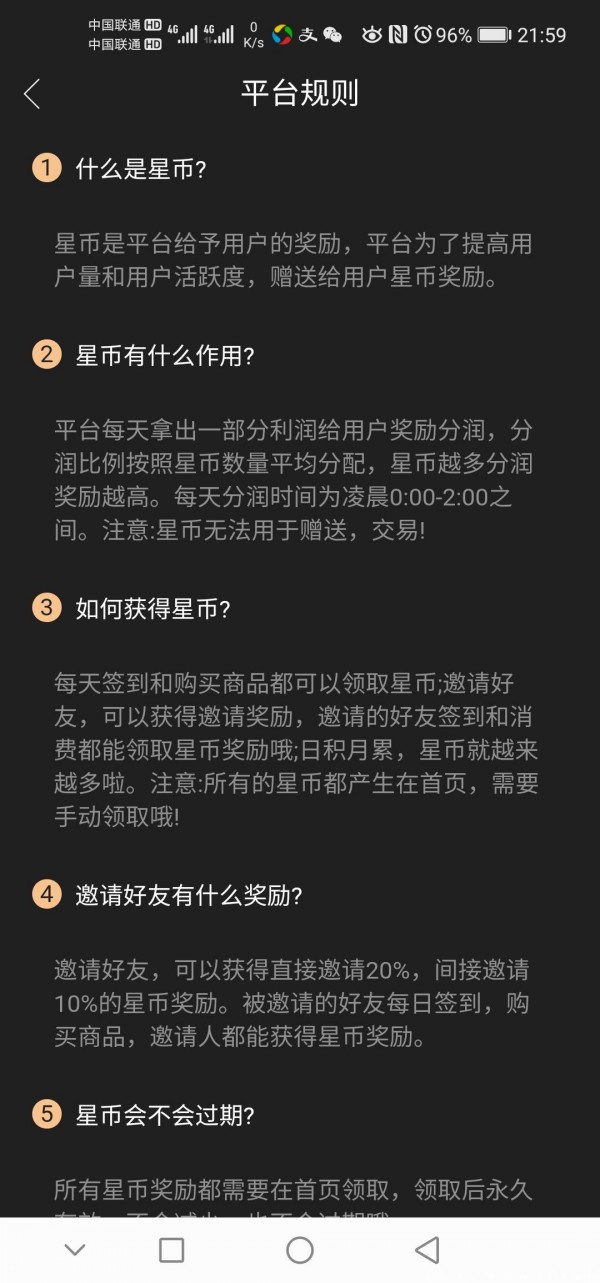 中国联通 HD 4G 4G 0 K/s 支 96% 21:59
中国联通 HD
平台规则
1 什么是星币?
星币是平台给予用户的奖励，平台为了提高用
户量和用户活跃度，赠送给用户星币奖励。
2 星币有什么作用?
平台每天拿出一部分利润给用户奖励分润，分
润比例按照星币数量平均分配，星币越多分润
奖励越高。每天分润时间为凌晨0:00-2:00之
间。注意:星币无法用于赠送，交易!
3 如何获得星币?
每天签到和购买商品都可以领取星币;邀请好
友，可以获得邀请奖励，邀请的好友签到和消
费都能领取星币奖励哦;日积月累，星币就越来
越多啦。注意:所有的星币都产生在首页，需要
手动领取哦!
4 邀请好友有什么奖励?
邀请好友，可以获得直接邀请20%，间接邀请
10%的星币奖励。被邀请的好友每日签到，购
买商品，邀请人都能获得星币奖励。
5 星币会不会过期?
所有星币奖励都需要在首页领取，领取后永久